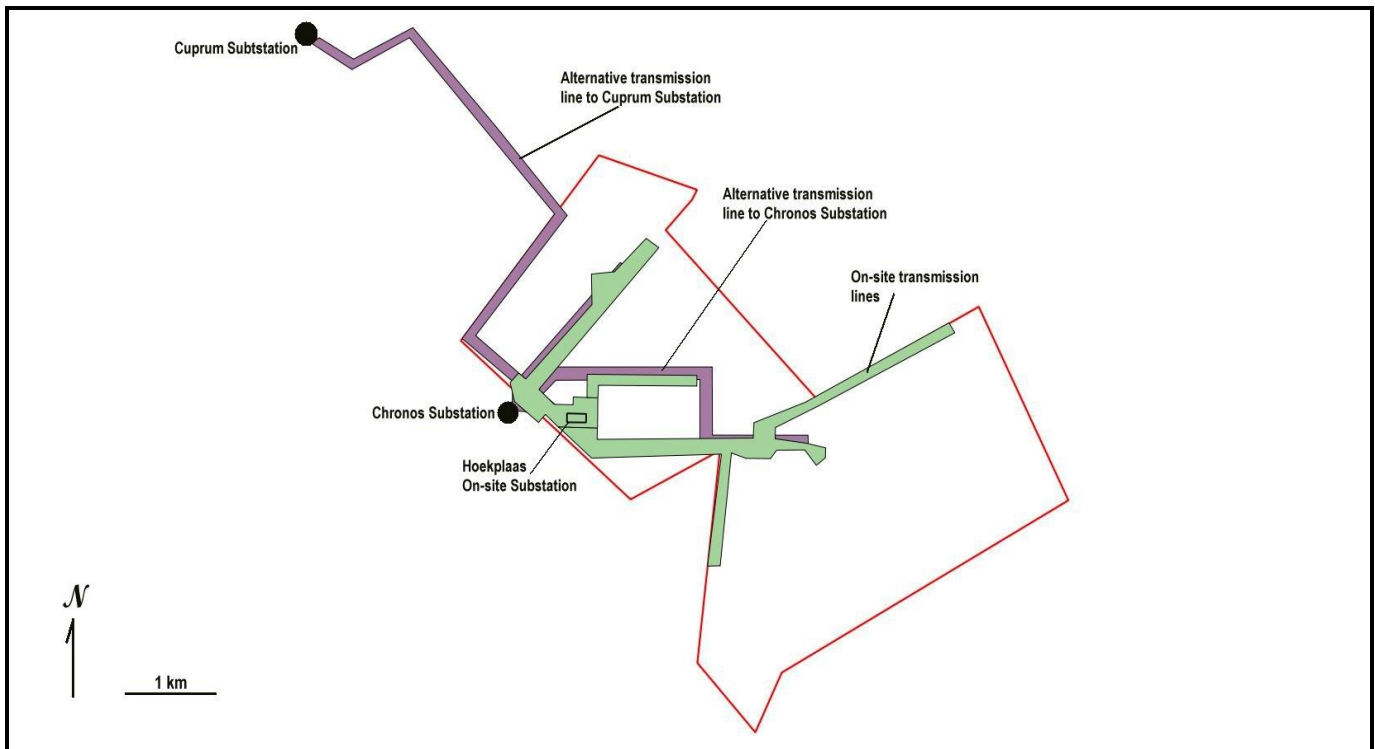 Cuprum Subtstation
Alternative transmission
line to Cuprum Substation
Alternative transmission
line to Chronos Substation
On-site transmission
lines
Chronos Substation
Hoekplaas
On-site Substation
N
1 km